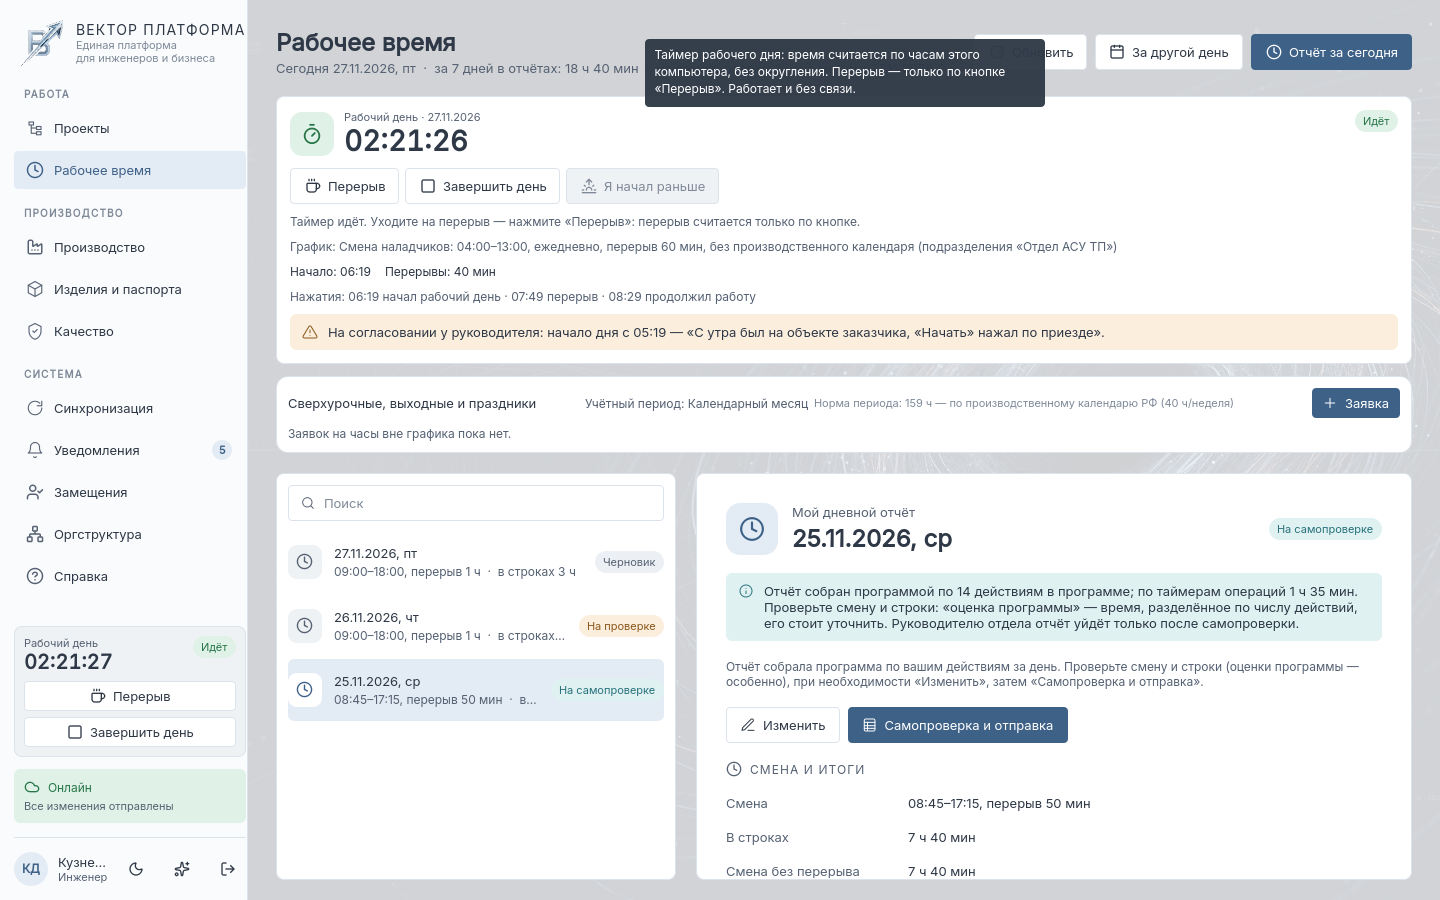 ВЕКТОР ПЛАТФОРМА
Единая платформа
для инженеров и бизнеса
РАБОТА
Проекты
Рабочее время
ПРОИЗВОДСТВО
Производство
Изделия и паспорта
Качество
СИСТЕМА
Синхронизация
Уведомления
5
Замещения
Оргструктура
Справка
Рабочий день
Идёт
02:21:27
Перерыв
Завершить день
Онлайн
Все изменения отправлены
КД
Кузне...
Инженер
Рабочее время
Сегодня 27.11.2026, пт · за 7 дней в отчётах: 18 ч 40 мин
Таймер рабочего дня: время считается по часам этого
компьютера, без округления. Перерыв — только по кнопке
«Перерыв». Работает и без связи.
Обновить
За другой день
Отчёт за сегодня
Рабочий день · 27.11.2026
02:21:26
Идёт
Перерыв
Завершить день
Я начал раньше
Таймер идёт. Уходите на перерыв — нажмите «Перерыв»: перерыв считается только по кнопке.
График: Смена наладчиков: 04:00–13:00, ежедневно, перерыв 60 мин, без производственного календаря (подразделения «Отдел АСУ ТП»)
Начало: 06:19 Перерывы: 40 мин
Нажатия: 06:19 начал рабочий день · 07:49 перерыв · 08:29 продолжил работу
На согласовании у руководителя: начало дня с 05:19 — «С утра был на объекте заказчика, «Начать» нажал по приезде».
Сверхурочные, выходные и праздники
Учётный период: Календарный месяц
Норма периода: 159 ч — по производственному календарю РФ (40 ч/неделя)
Заявка
Заявок на часы вне графика пока нет.
Поиск
27.11.2026, пт
09:00–18:00, перерыв 1 ч · в строках 3 ч
Черновик
26.11.2026, чт
09:00–18:00, перерыв 1 ч · в строках...
На проверке
25.11.2026, ср
08:45–17:15, перерыв 50 мин · в...
На самопроверке
Мой дневной отчёт
25.11.2026, ср
На самопроверке
Отчёт собран программой по 14 действиям в программе; по таймерам операций 1 ч 35 мин.
Проверьте смену и строки: «оценка программы» — время, разделённое по числу действий,
его стоит уточнить. Руководителю отдела отчёт уйдёт только после самопроверки.
Отчёт собрала программа по вашим действиям за день. Проверьте смену и строки (оценки программы —
особенно), при необходимости «Изменить», затем «Самопроверка и отправка».
Изменить
Самопроверка и отправка
СМЕНА И ИТОГИ
Смена
08:45–17:15, перерыв 50 мин
В строках
7 ч 40 мин
Смена без перерыва
7 ч 40 мин